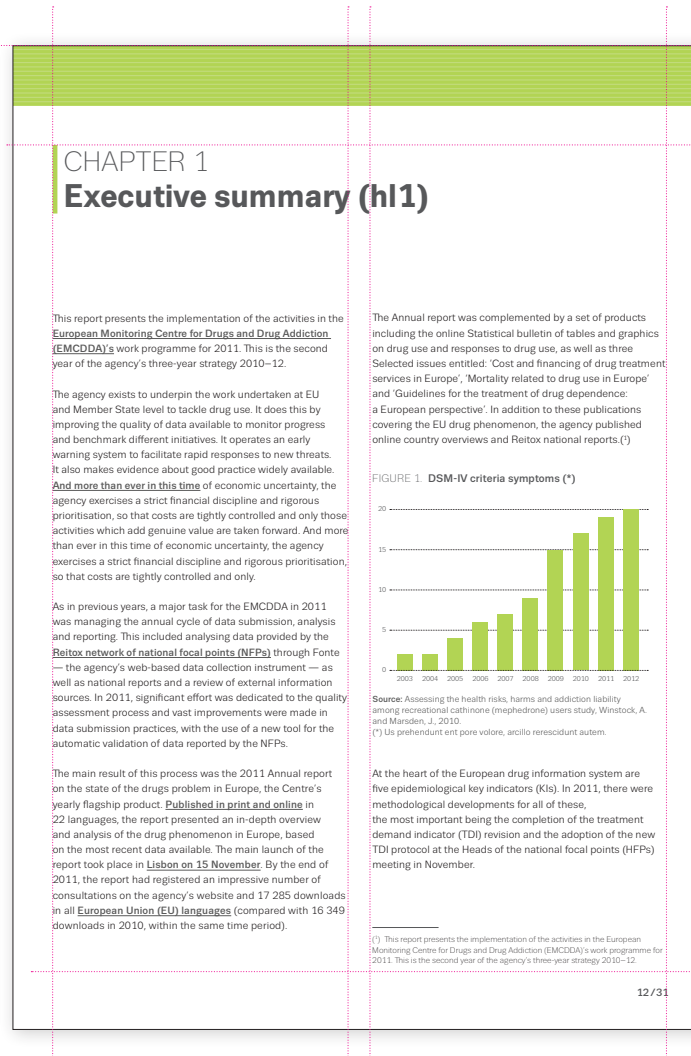 CHAPTER 1
Executive summary (hl1)
This report presents the implementation of the activities in the
European Monitoring Centre for Drugs and Drug Addiction
(EMCDDA)'s work programme for 2011. This is the second
year of the agency's three-year strategy 2010–12.
The agency exists to underpin the work undertaken at EU
and Member State level to tackle drug use. It does this by
improving the quality of data available to monitor progress
and benchmark different initiatives. It operates an early
warning system to facilitate rapid responses to new threats.
It also makes evidence about good practice widely available.
And more than ever in this time of economic uncertainty, the
agency exercises a strict financial discipline and rigorous
prioritisation, so that costs are tightly controlled and only those
activities which add genuine value are taken forward. And more
than ever in this time of economic uncertainty, the agency
exercises a strict financial discipline and rigorous prioritisation,
so that costs are tightly controlled and only.
As in previous years, a major task for the EMCDDA in 2011
was managing the annual cycle of data submission, analysis
and reporting. This included analysing data provided by the
Reitox network of national focal points (NFPs) through Fonte
— the agency's web-based data collection instrument — as
well as national reports and a review of external information
sources. In 2011, significant effort was dedicated to the quality
assessment process and vast improvements were made in
data submission practices, with the use of a new tool for the
automatic validation of data reported by the NFPs.
The main result of this process was the 2011 Annual report
on the state of the drugs problem in Europe, the Centre's
yearly flagship product. Published in print and online in
22 languages, the report presented an in-depth overview
and analysis of the drug phenomenon in Europe, based
on the most recent data available. The main launch of the
report took place in Lisbon on 15 November. By the end of
2011, the report had registered an impressive number of
consultations on the agency's website and 17 285 downloads
in all European Union (EU) languages (compared with 16 349
downloads in 2010, within the same time period).
The Annual report was complemented by a set of products
including the online Statistical bulletin of tables and graphics
on drug use and responses to drug use, as well as three
Selected issues entitled: 'Cost and financing of drug treatment
services in Europe', 'Mortality related to drug use in Europe'
and 'Guidelines for the treatment of drug dependence:
a European perspective'. In addition to these publications
covering the EU drug phenomenon, the agency published
online country overviews and Reitox national reports.(¹)
FIGURE 1. DSM-IV criteria symptoms (*)
20
15
10
5
0
2003 2004 2005 2006 2007 2008 2009 2010 2011 2012
Source: Assessing the health risks, harms and addiction liability
among recreational cathinone (mephedrone) users study, Winstock, A.
and Marsden, J., 2010.
(*) Us prehendunt ent pore volore, arcillo rerescidunt autem.
At the heart of the European drug information system are
five epidemiological key indicators (KIs). In 2011, there were
methodological developments for all of these,
the most important being the completion of the treatment
demand indicator (TDI) revision and the adoption of the new
TDI protocol at the Heads of the national focal points (HFPs)
meeting in November.
(¹) This report presents the implementation of the activities in the European
Monitoring Centre for Drugs and Drug Addiction (EMCDDA)'s work programme for
2011. This is the second year of the agency's three-year strategy 2010–12.
12/31